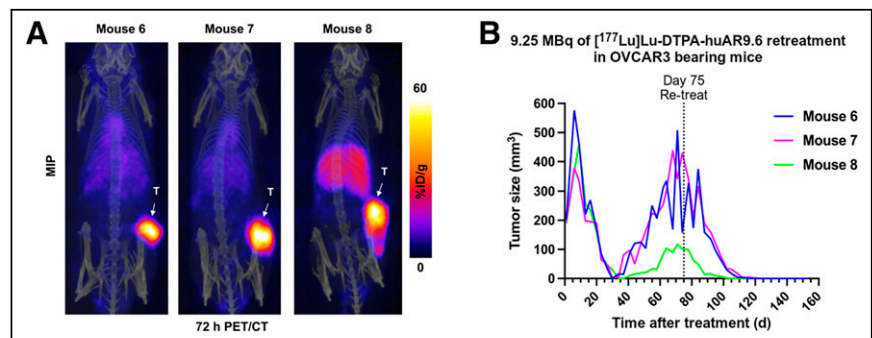 A
Mouse 6 Mouse 7 Mouse 8
MIP
T
T
T
60
%ID/g
0
72 h PET/CT
B
9.25 MBq of [177Lu]Lu-DTPA-huAR9.6 retreatment
in OVCAR3 bearing mice
Day 75
Re-treat
Tumor size (mm³)
600
500
400
300
200
100
0
0 20 40 60 80 100 120 140 160
Time after treatment (d)
Mouse 6
Mouse 7
Mouse 8